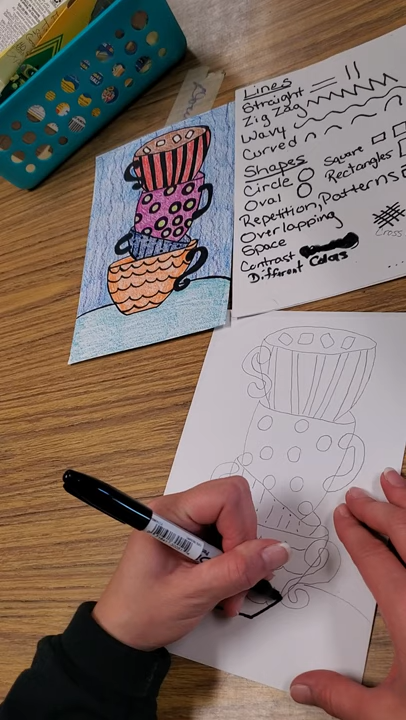 Lines
Straight
Zig Zag
Wavy
Curved
Shapes
Circle Square
Oval Rectangles
Repetition, Patterns
Overlapping
Space
Contrast
Different Colors
Cross